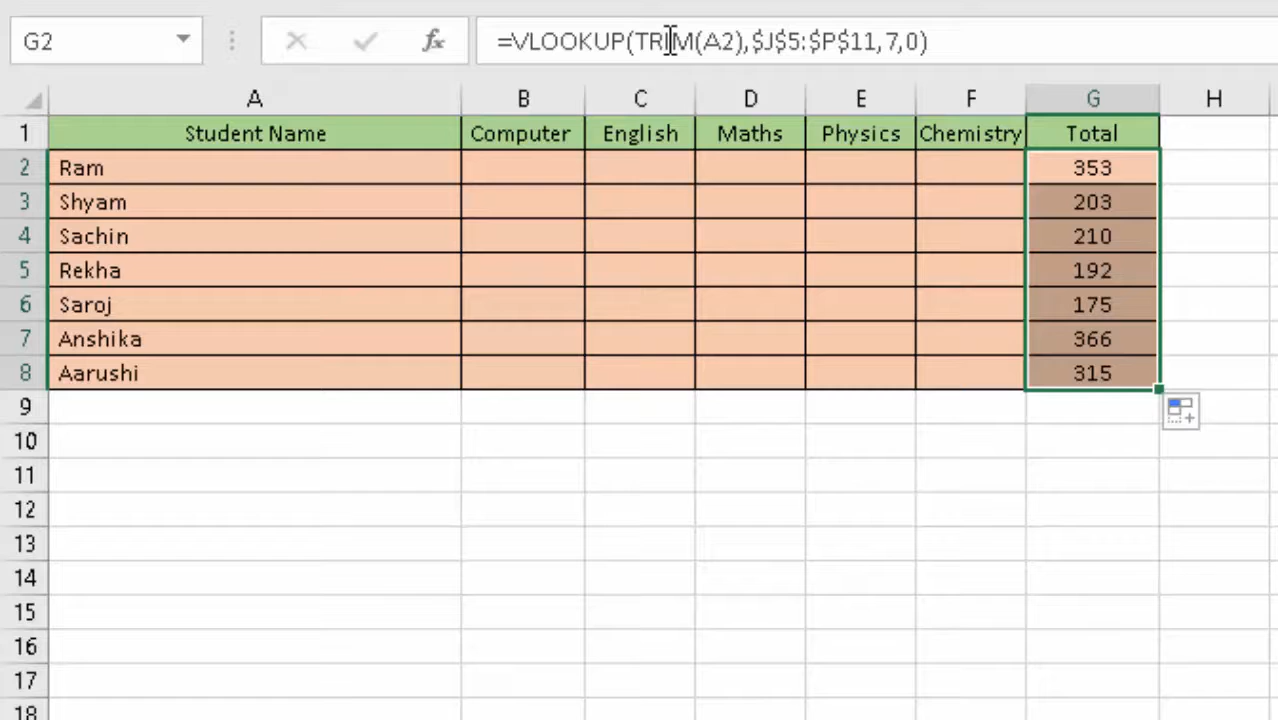 G2 fx =VLOOKUP(TRIM(A2),$J$5:$P$11,7,0)
A B C D E F G H
1 Student Name Computer English Maths Physics Chemistry Total
2 Ram 353
3 Shyam 203
4 Sachin 210
5 Rekha 192
6 Saroj 175
7 Anshika 366
8 Aarushi 315
9
10
11
12
13
14
15
16
17
18